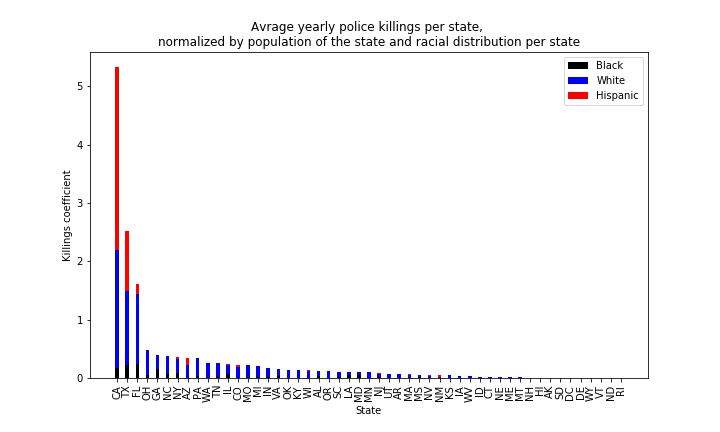 Avrage yearly police killings per state,
normalized by population of the state and racial distribution per state
Black
White
Hispanic
Killings coefficient
5
4
3
2
1
0
CA TX FL OH GA NC NY AZ PA WA TN IL CO MO MI IN VA OK KY WI AL OR SC LA MD MN NJ UT AR MA MS NV NM KS IA WV ID CT NE ME MT NH HI AK SD DC DE WY VT ND RI
State